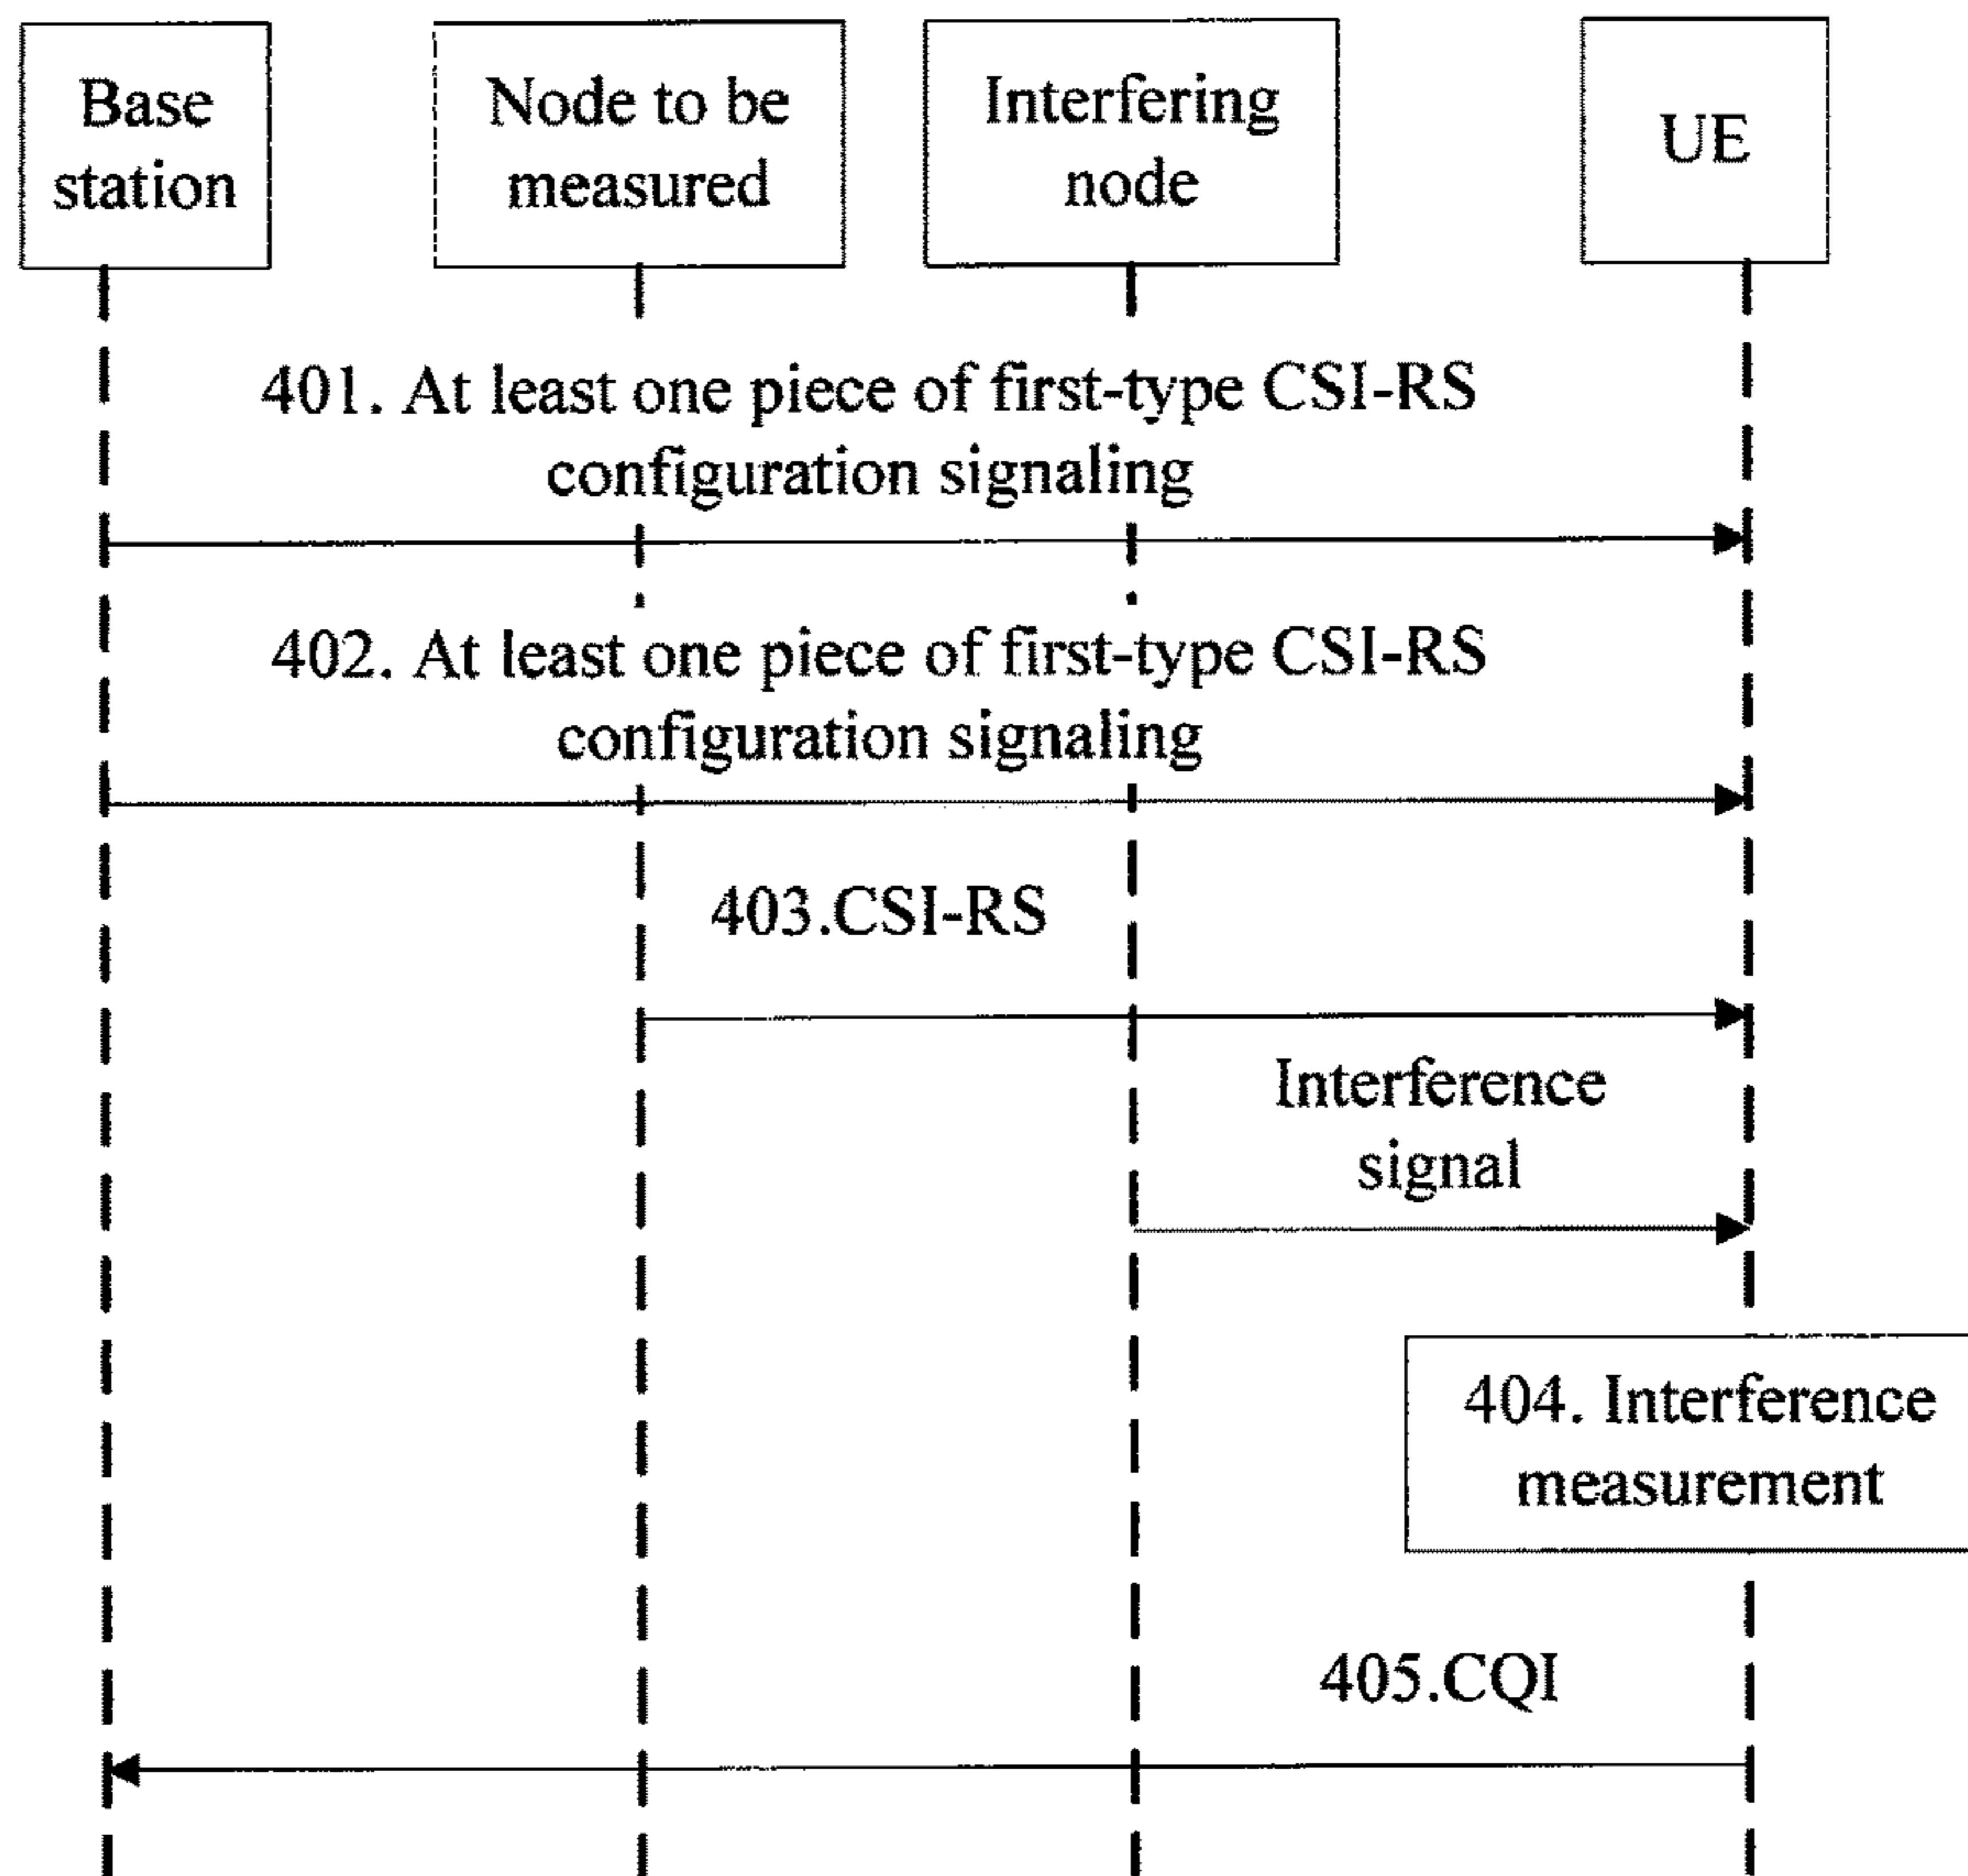 Base
station
Node to be
measured
Interfering
node
UE
401. At least one piece of first-type CSI-RS
configuration signaling
402. At least one piece of first-type CSI-RS
configuration signaling
403.CSI-RS
Interference
signal
404. Interference
measurement
405.CQI